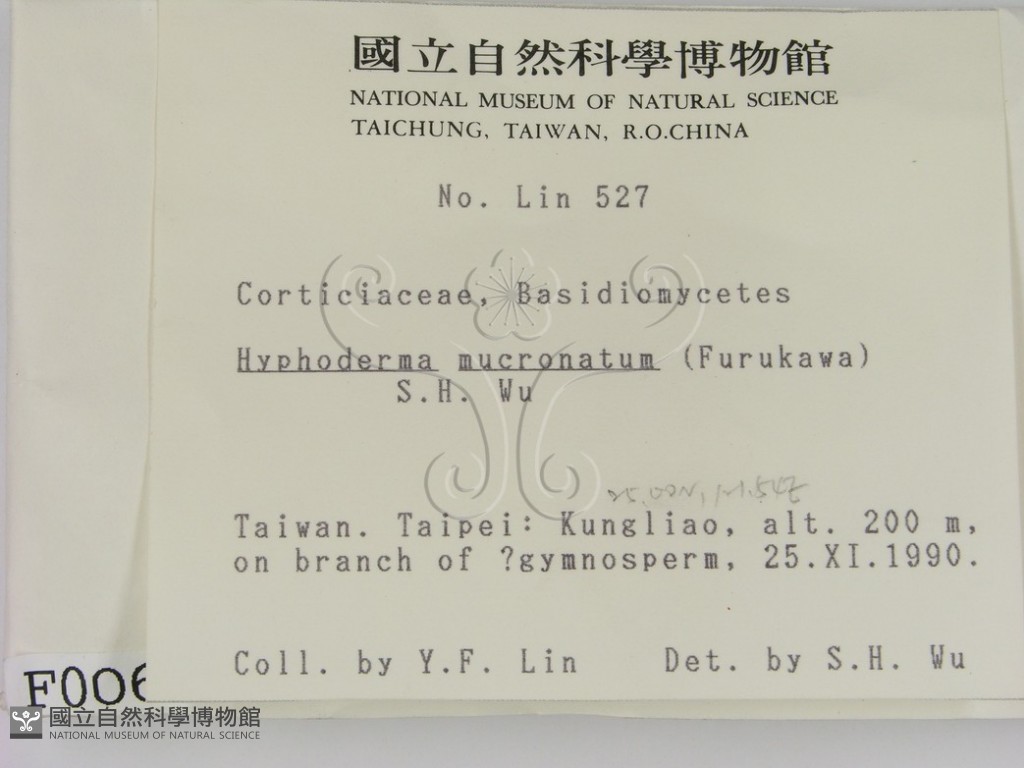 國立自然科學博物館
NATIONAL MUSEUM OF NATURAL SCIENCE
TAICHUNG, TAIWAN, R.O.CHINA
No. Lin 527
Corticiaceae, Basidiomycetes
Hyphoderma mucronatum (Furukawa)
S.H. Wu
Taiwan. Taipei: Kungliao, alt. 200 m,
on branch of ?gymnosperm, 25.XI.1990.
Coll. by Y.F. Lin Det. by S.H. Wu
F006
國立自然科學博物館
NATIONAL MUSEUM OF NATURAL SCIENCE